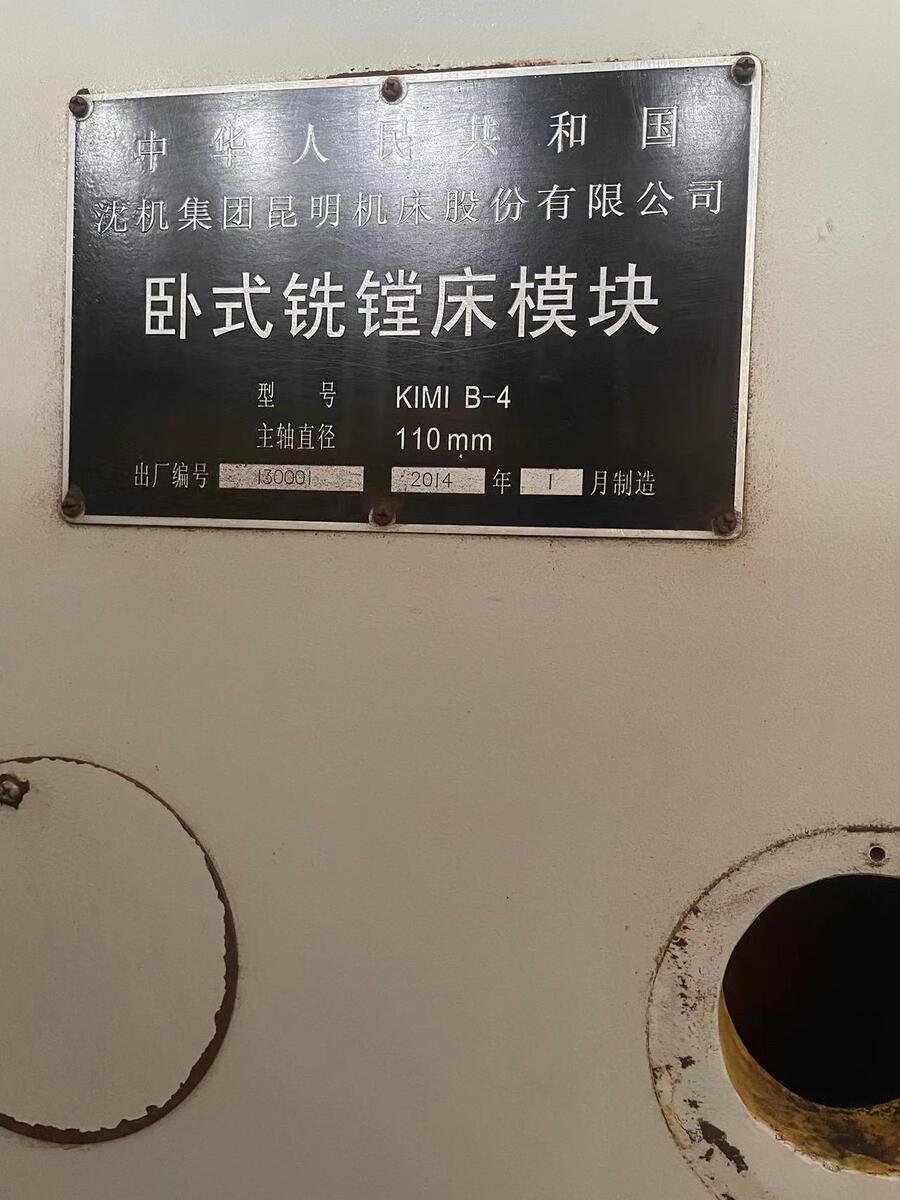 中华人民共和国
沈机集团昆明机床股份有限公司
卧式铣镗床模块
型 号 KIMI B-4
主轴直径 110mm
出厂编号 130001 2014 年 1 月制造